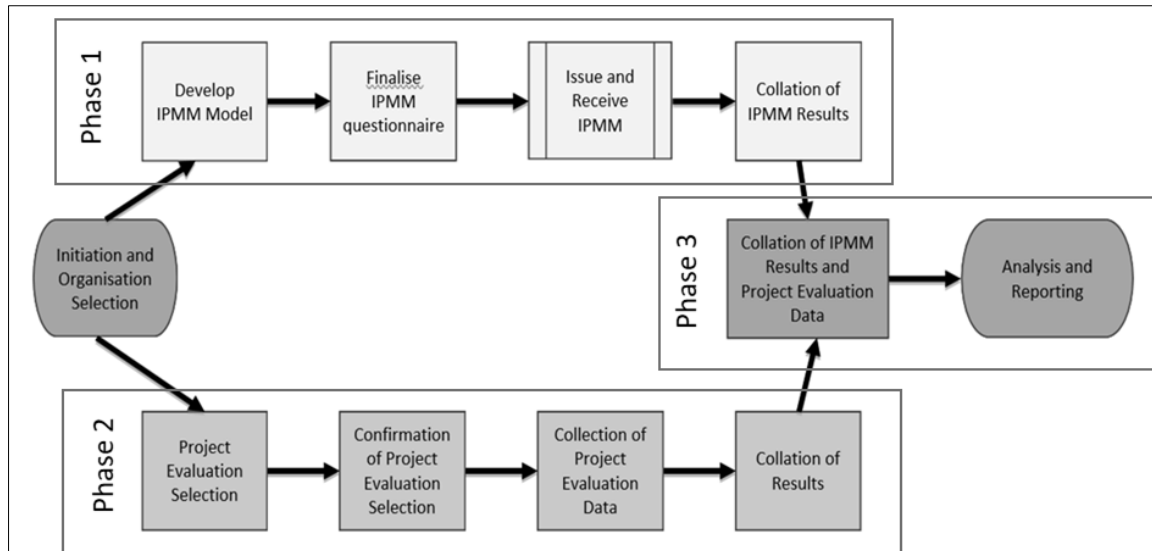 Phase 1
Develop
IPMM Model
Finalise
IPMM
questionnaire
Issue and
Receive
IPMM
Collation of
IPMM Results
Initiation and
Organisation
Selection
Phase 3
Collation of IPMM
Results and
Project Evaluation
Data
Analysis and
Reporting
Phase 2
Project
Evaluation
Selection
Confirmation
of Project
Evaluation
Selection
Collection of
Project
Evaluation
Data
Collation of
Results